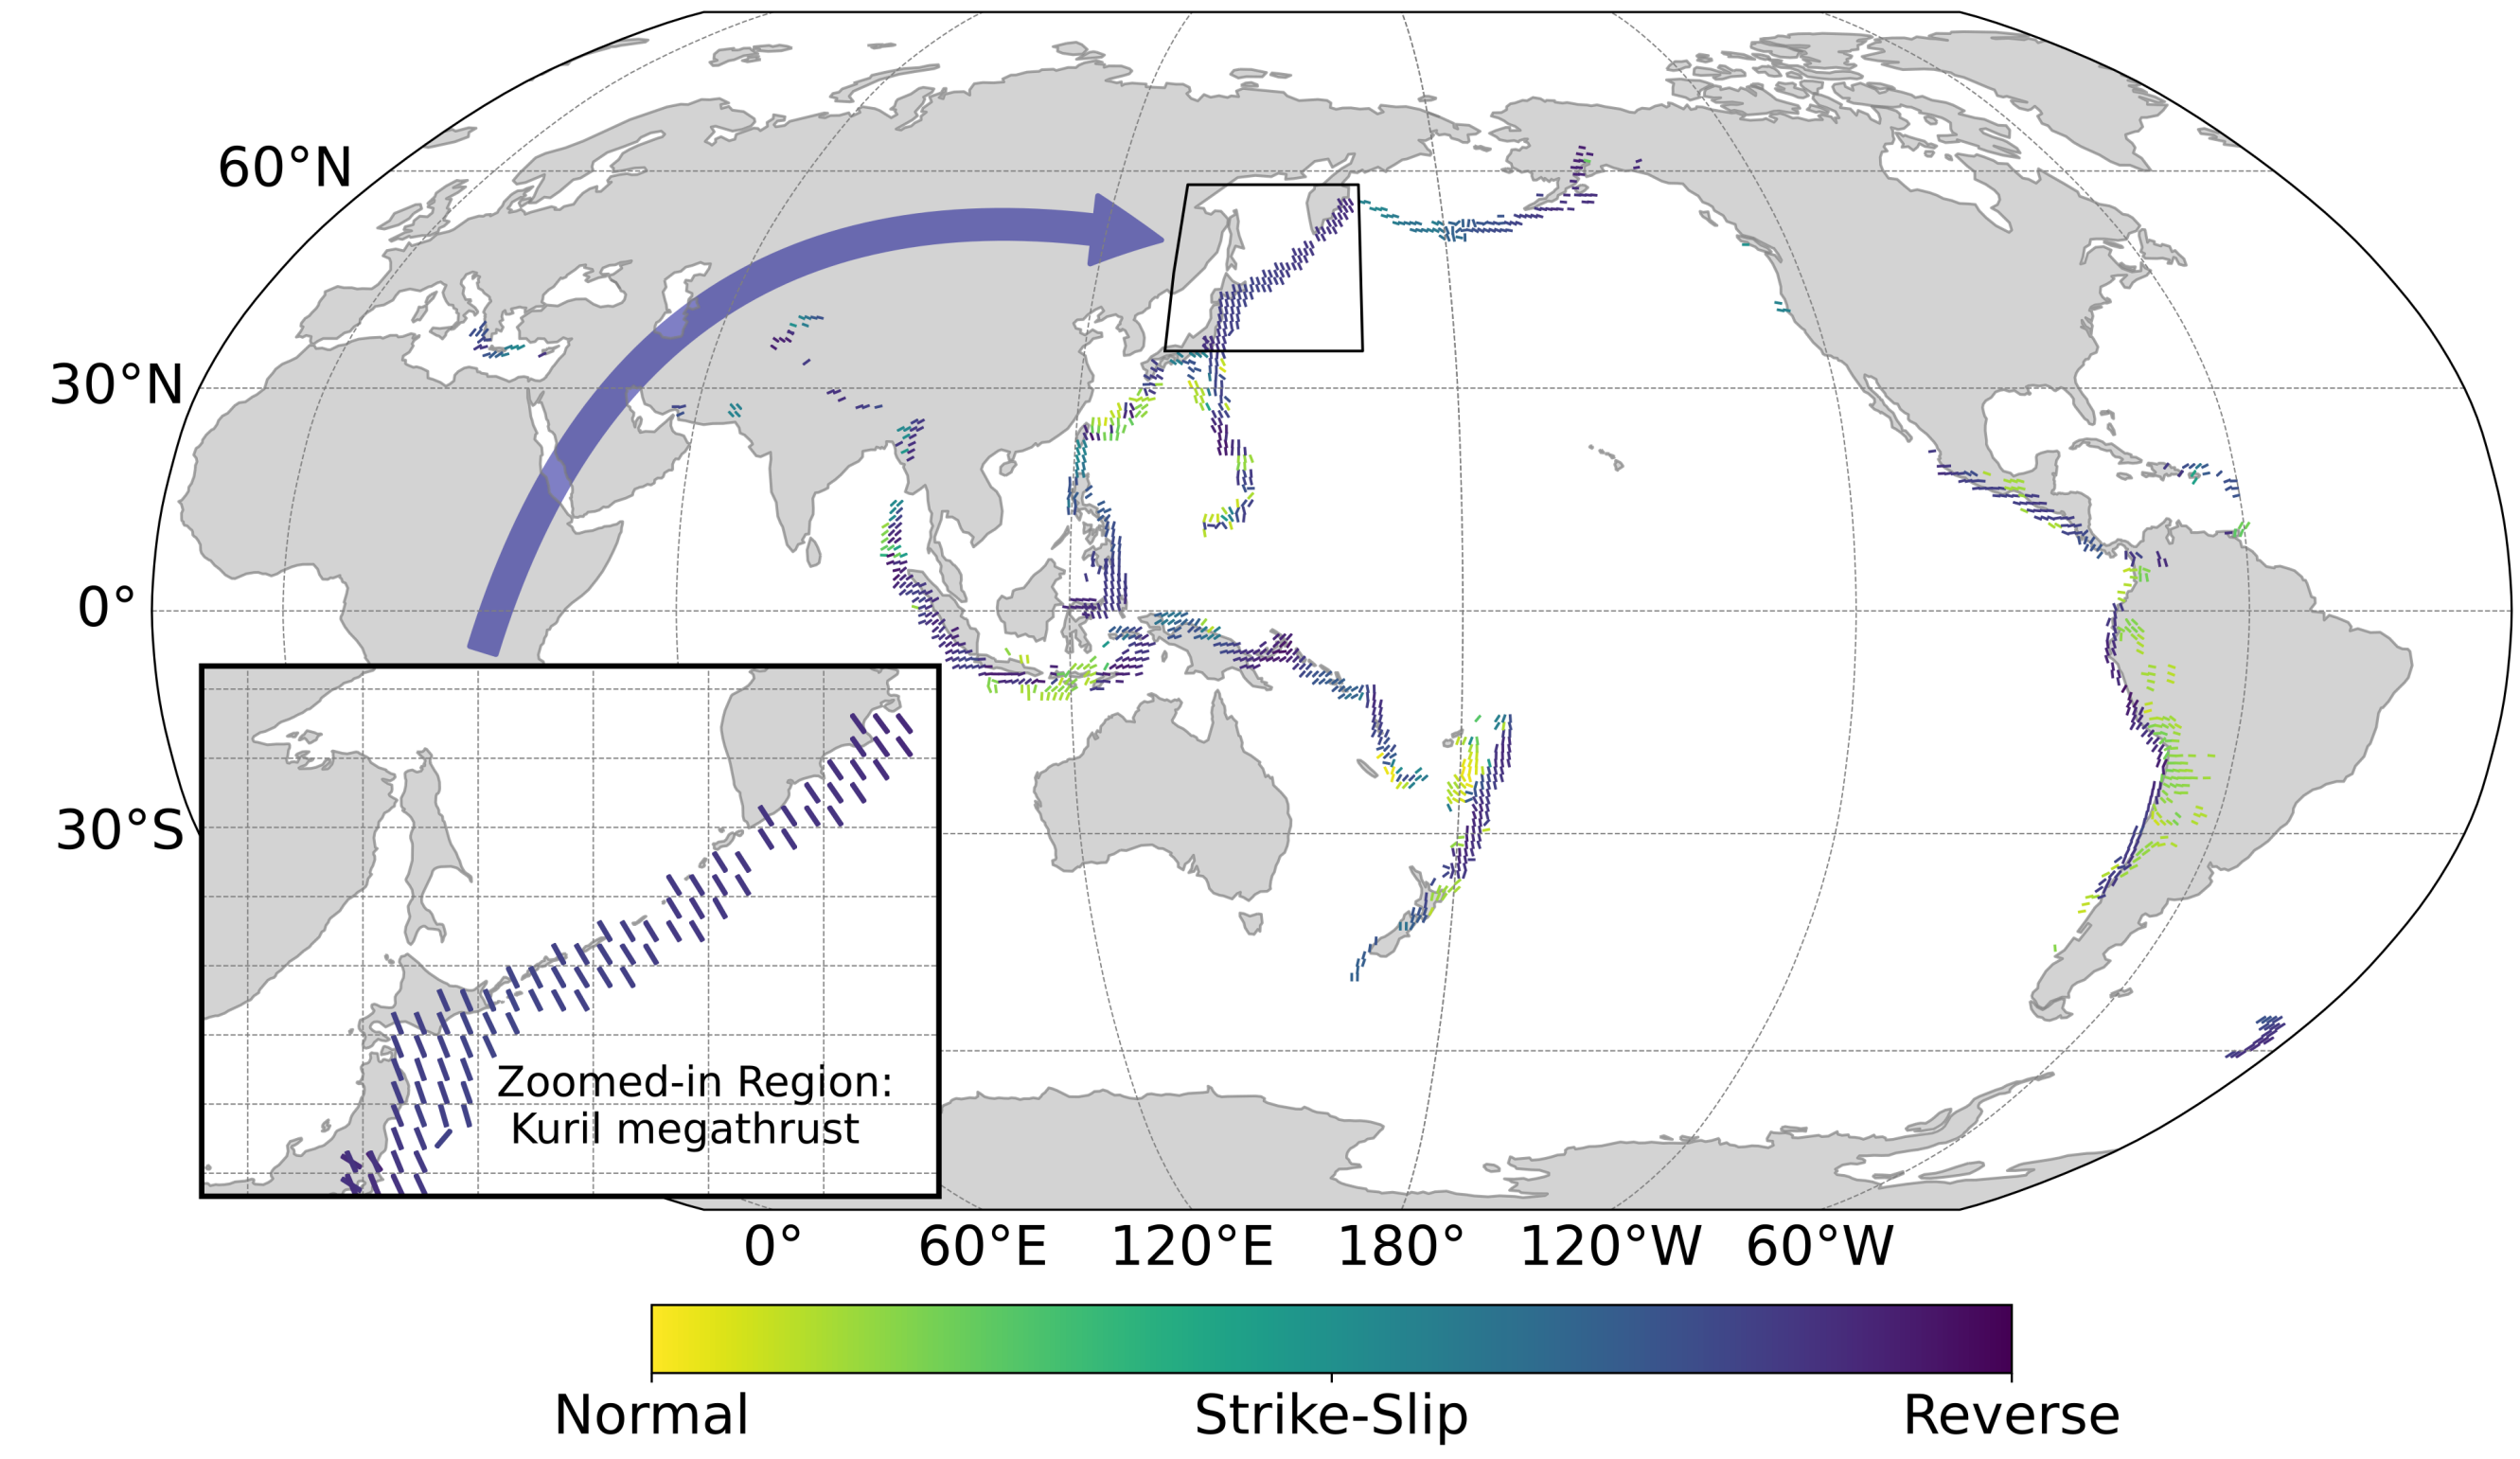 60°N
30°N
0°
30°S
Zoomed-in Region:
Kuril megathrust
0° 60°E 120°E 180° 120°W 60°W
Normal Strike-Slip Reverse